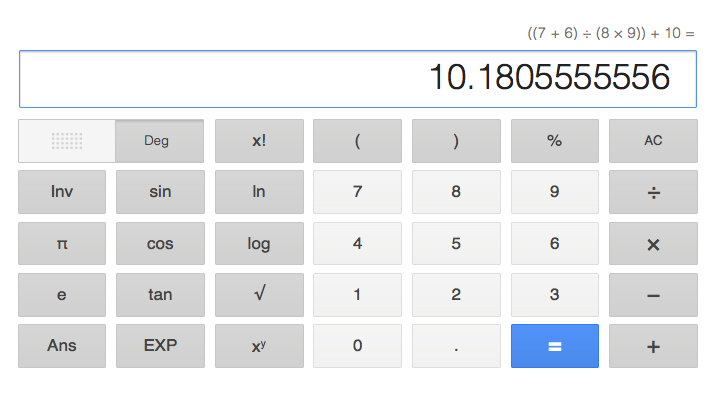 ((7 + 6) ÷ (8 × 9)) + 10 =
10.1805555556
Deg x! ( ) % AC
Inv sin ln 7 8 9 ÷
π cos log 4 5 6 ×
e tan √ 1 2 3 −
Ans EXP xʸ 0 . = +